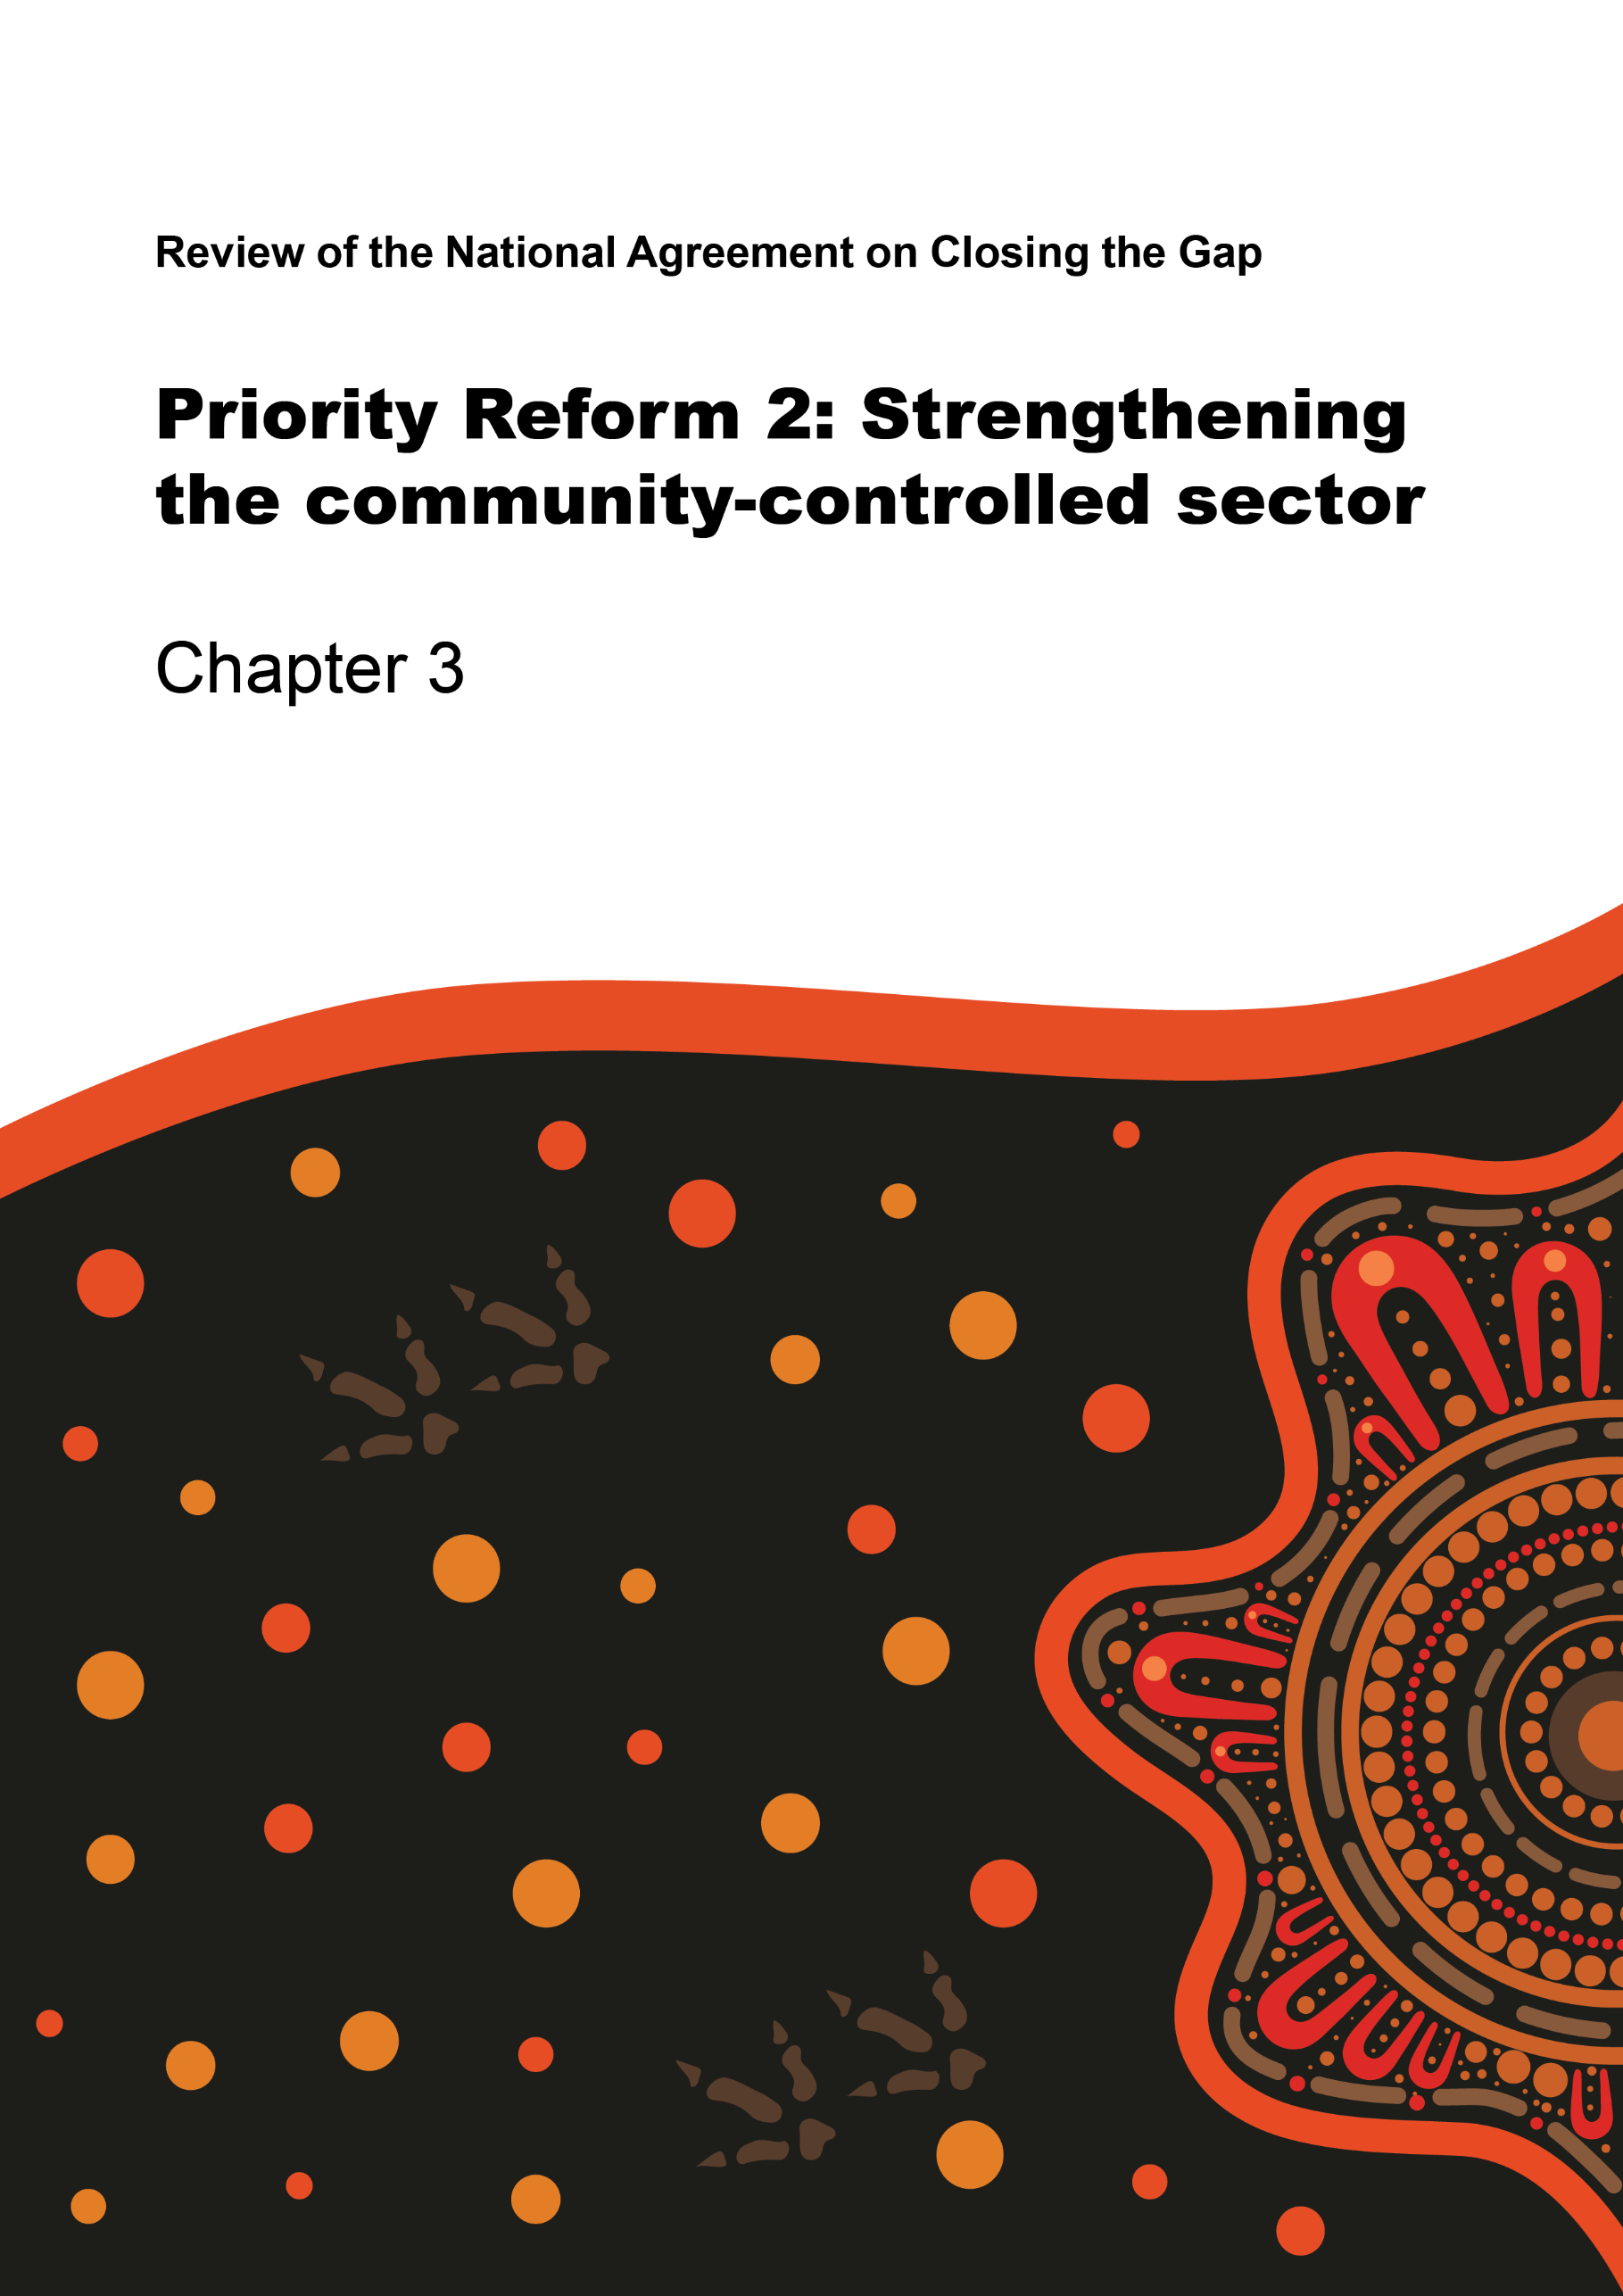 Review of the National Agreement on Closing the Gap
Priority Reform 2: Strengthening
the community-controlled sector
Chapter 3